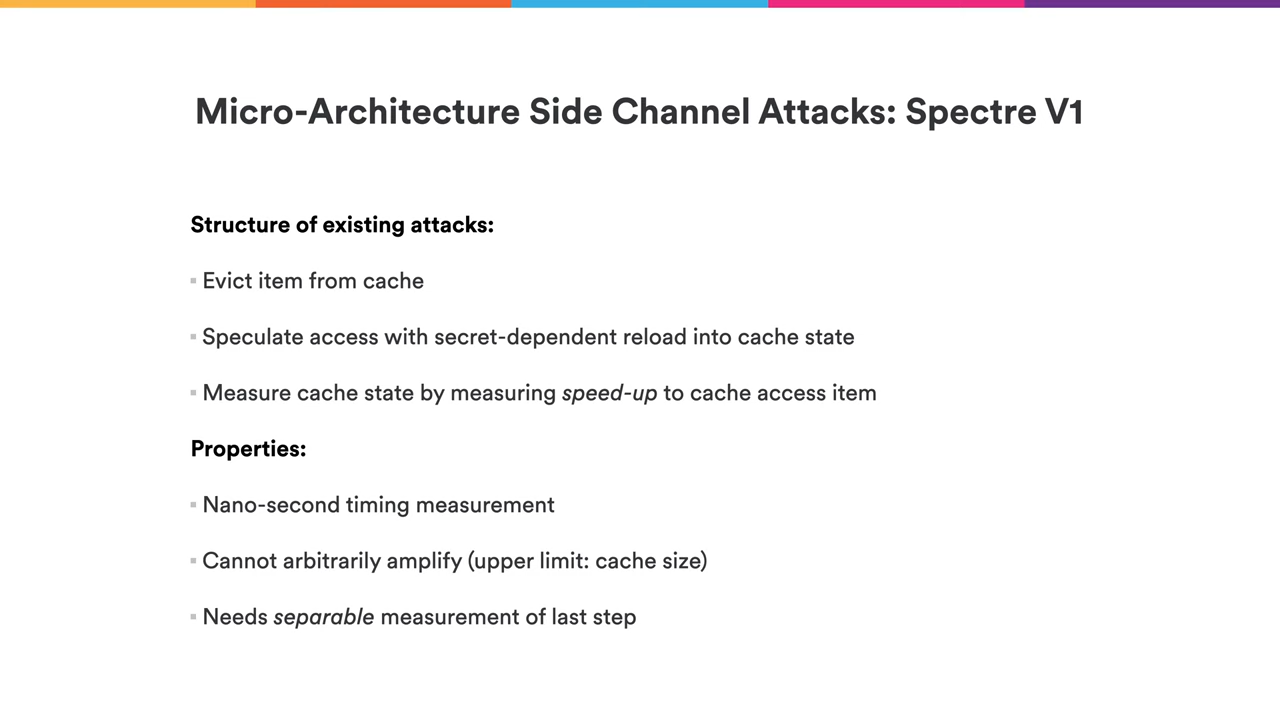 Micro-Architecture Side Channel Attacks: Spectre V1
Structure of existing attacks:
▪ Evict item from cache
▪ Speculate access with secret-dependent reload into cache state
▪ Measure cache state by measuring speed-up to cache access item
Properties:
▪ Nano-second timing measurement
▪ Cannot arbitrarily amplify (upper limit: cache size)
▪ Needs separable measurement of last step